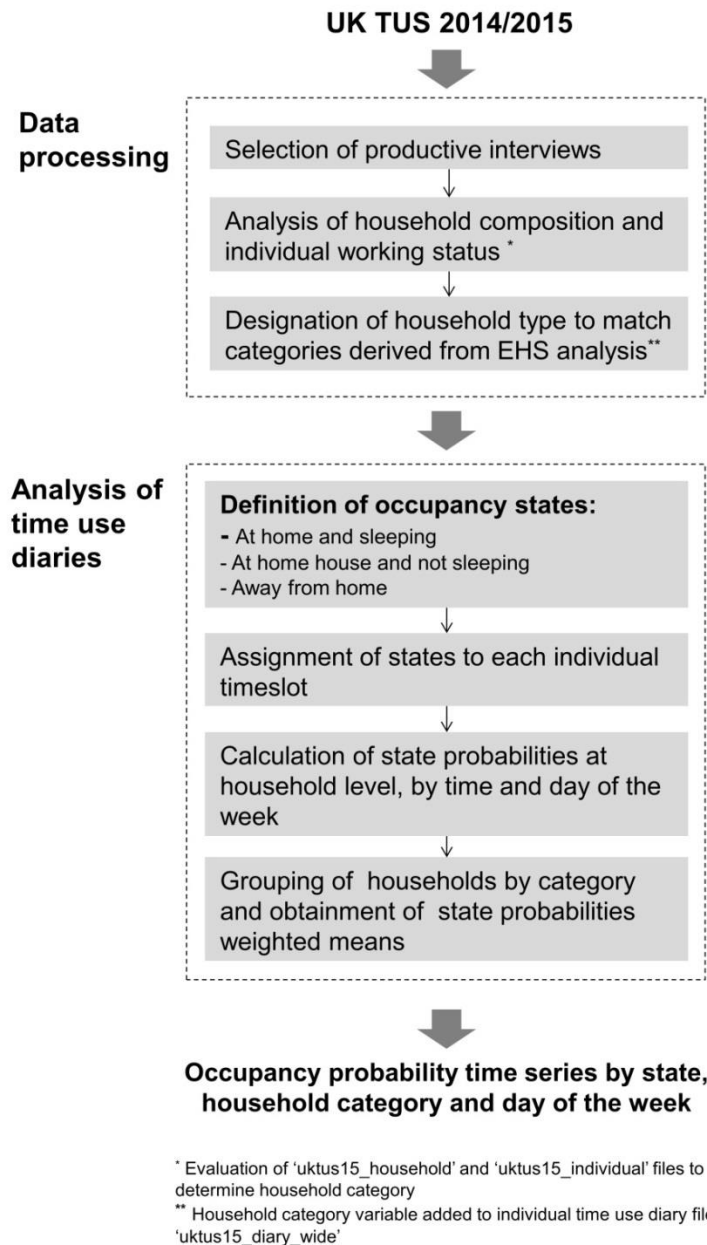 UK TUS 2014/2015
Data
processing
Selection of productive interviews
Analysis of household composition and
individual working status *
Designation of household type to match
categories derived from EHS analysis**
Analysis of
time use
diaries
Definition of occupancy states:
- At home and sleeping
- At home house and not sleeping
- Away from home
Assignment of states to each individual
timeslot
Calculation of state probabilities at
household level, by time and day of the
week
Grouping of households by category
and obtainment of state probabilities
weighted means
Occupancy probability time series by state,
household category and day of the week
* Evaluation of ‘uktus15_household’ and ‘uktus15_individual’ files to
determine household category
** Household category variable added to individual time use diary file
‘uktus15_diary_wide’